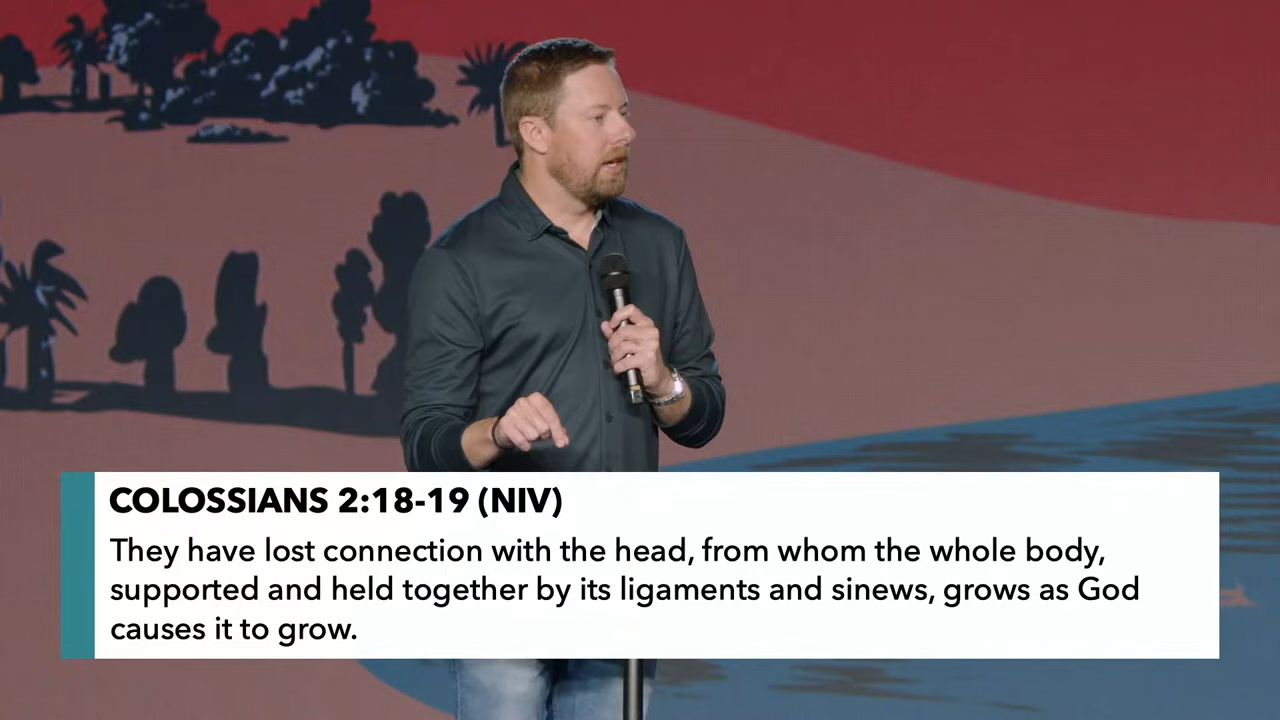 COLOSSIANS 2:18-19 (NIV)
They have lost connection with the head, from whom the whole body,
supported and held together by its ligaments and sinews, grows as God
causes it to grow.